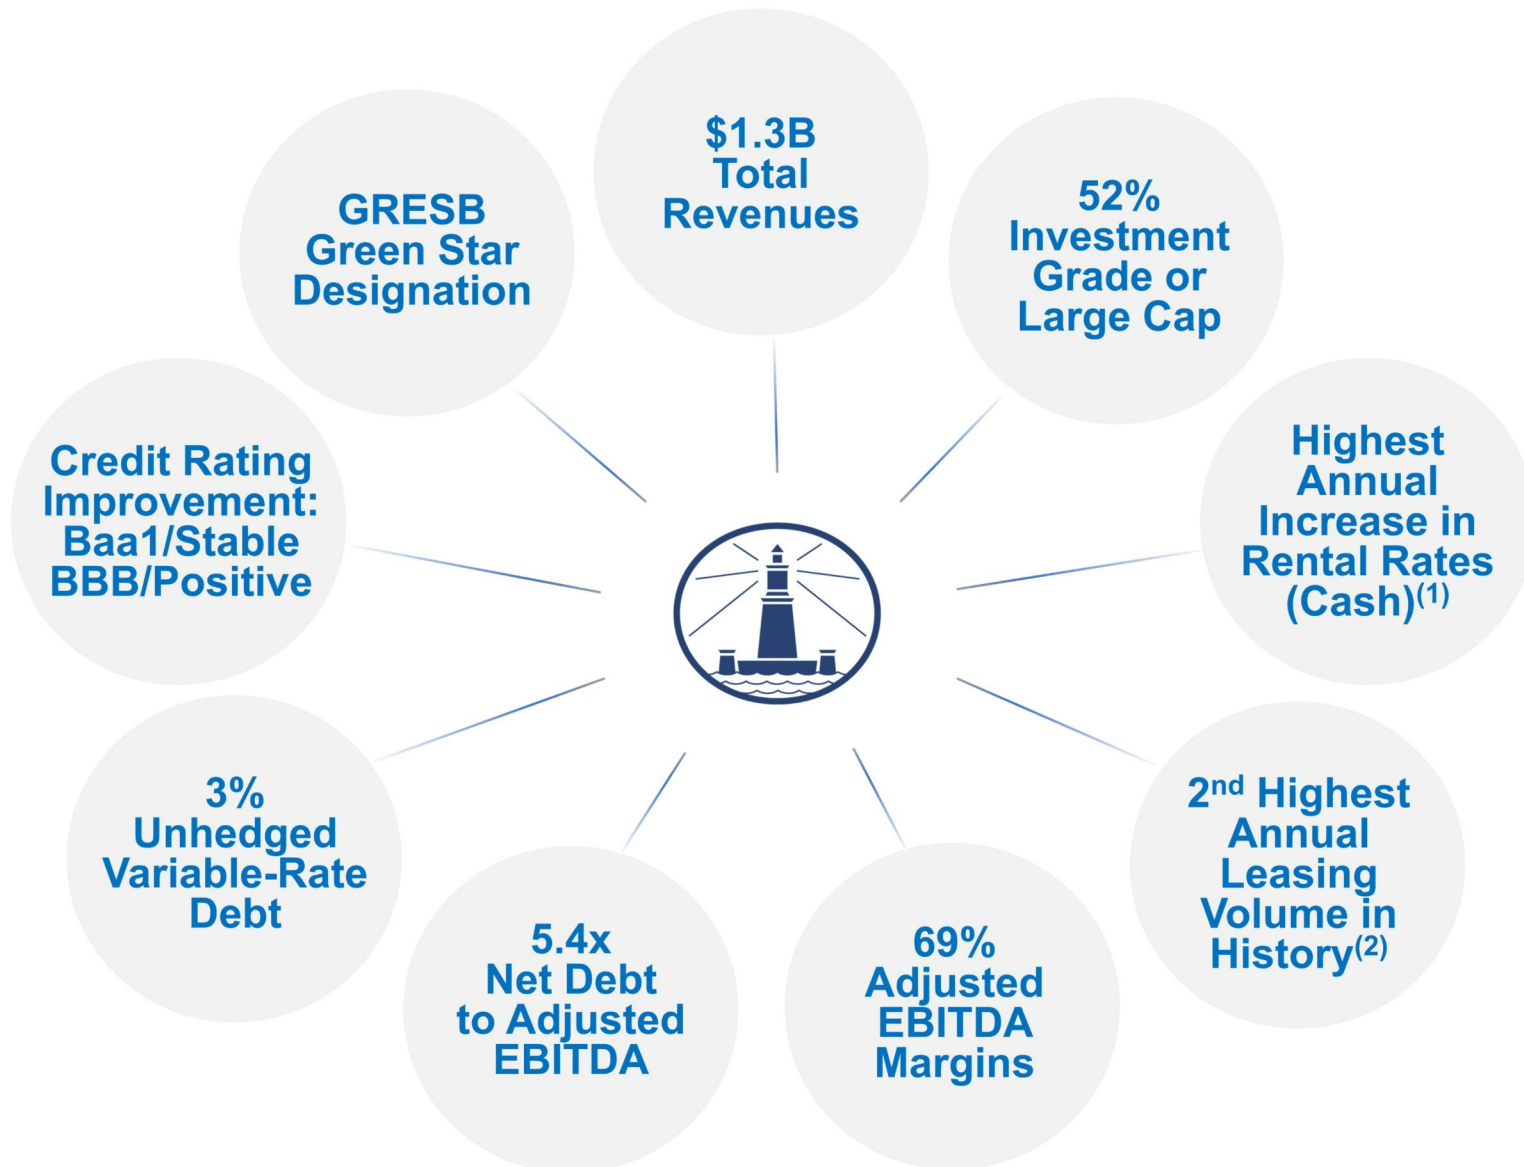 $1.3B
Total
Revenues
52%
Investment
Grade or
Large Cap
Highest
Annual
Increase in
Rental Rates
(Cash)(1)
2nd Highest
Annual
Leasing
Volume in
History(2)
69%
Adjusted
EBITDA
Margins
5.4x
Net Debt
to Adjusted
EBITDA
3%
Unhedged
Variable-Rate
Debt
Credit Rating
Improvement:
Baa1/Stable
BBB/Positive
GRESB
Green Star
Designation